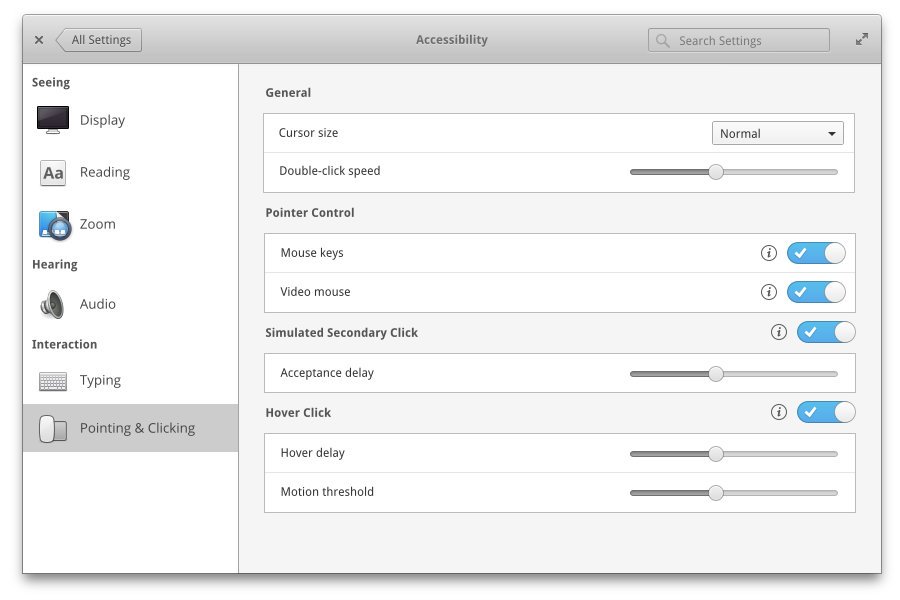 All Settings
Accessibility
Search Settings
Seeing
Display
Aa
Reading
Zoom
Hearing
Audio
Interaction
Typing
Pointing & Clicking
General
Cursor size
Normal
Double-click speed
Pointer Control
Mouse keys
i
Video mouse
i
Simulated Secondary Click
i
Acceptance delay
Hover Click
i
Hover delay
Motion threshold